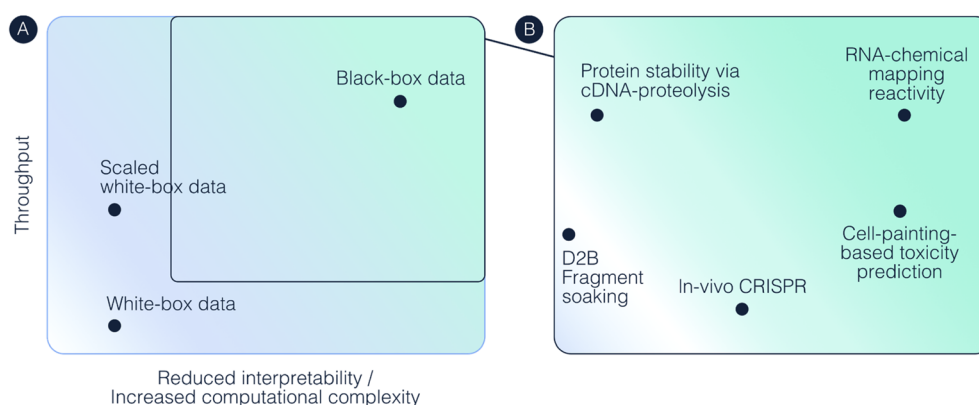 A
Black-box data
Scaled
white-box data
White-box data
Throughput
Reduced interpretability /
Increased computational complexity
B
Protein stability via
cDNA-proteolysis
RNA-chemical
mapping
reactivity
D2B
Fragment
soaking
In-vivo CRISPR
Cell-painting-
based toxicity
prediction